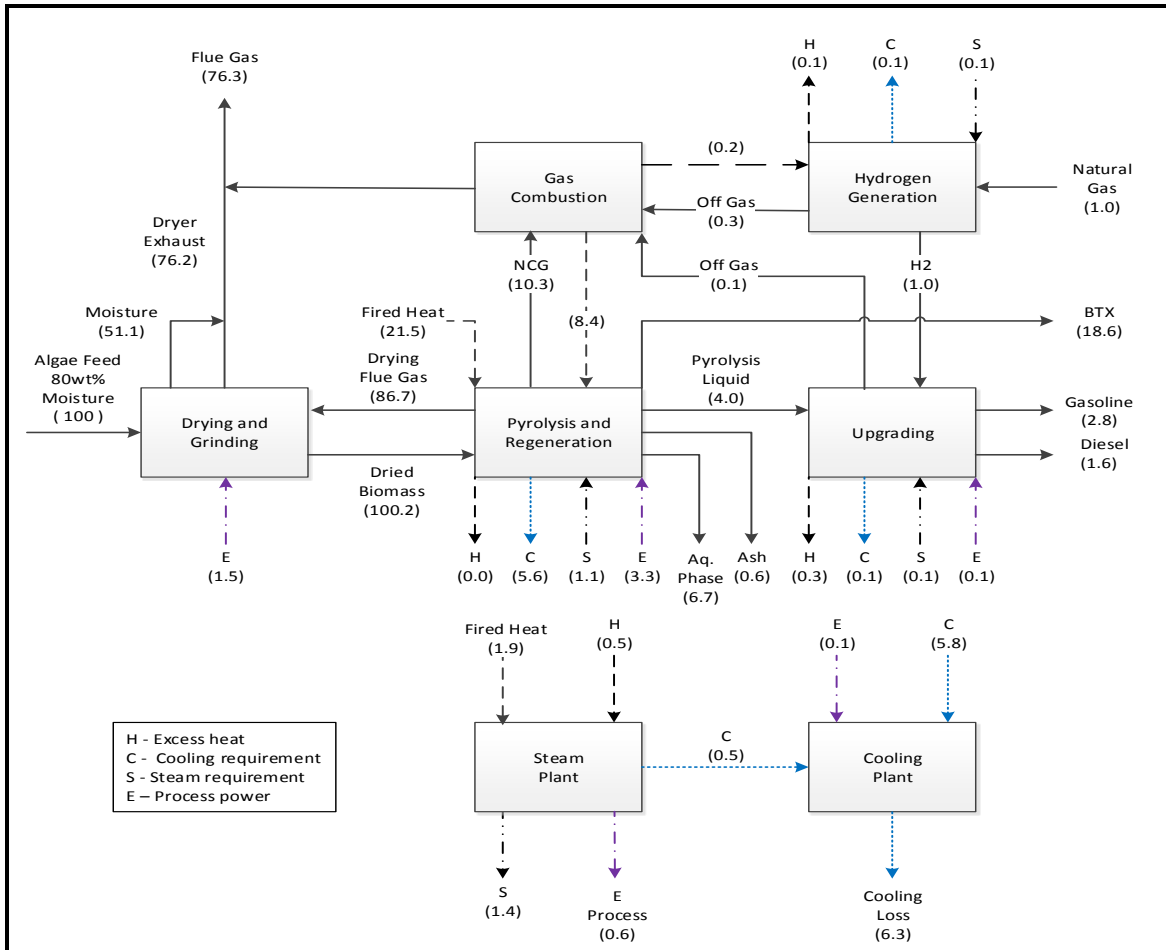 Flue Gas
(76.3)
H
(0.1)
C
(0.1)
S
(0.1)
Gas
Combustion
(0.2)
Hydrogen
Generation
Natural
Gas
(1.0)
Off Gas
(0.3)
Dryer
Exhaust
(76.2)
NCG
(10.3)
Off Gas
(0.1)
H2
(1.0)
Moisture
(51.1)
Fired Heat
(21.5)
(8.4)
BTX
(18.6)
Algae Feed
80wt%
Moisture
( 100 )
Drying
Flue Gas
(86.7)
Pyrolysis
Liquid
(4.0)
Drying and
Grinding
Pyrolysis and
Regeneration
Upgrading
Gasoline
(2.8)
Diesel
(1.6)
Dried
Biomass
(100.2)
E
(1.5)
H
(0.0)
C
(5.6)
S
(1.1)
E
(3.3)
Aq.
Phase
(6.7)
Ash
(0.6)
H
(0.3)
C
(0.1)
S
(0.1)
E
(0.1)
Fired Heat
(1.9)
H
(0.5)
E
(0.1)
C
(5.8)
H - Excess heat
C - Cooling requirement
S - Steam requirement
E – Process power
Steam
Plant
C
(0.5)
Cooling
Plant
S
(1.4)
E
Process
(0.6)
Cooling
Loss
(6.3)